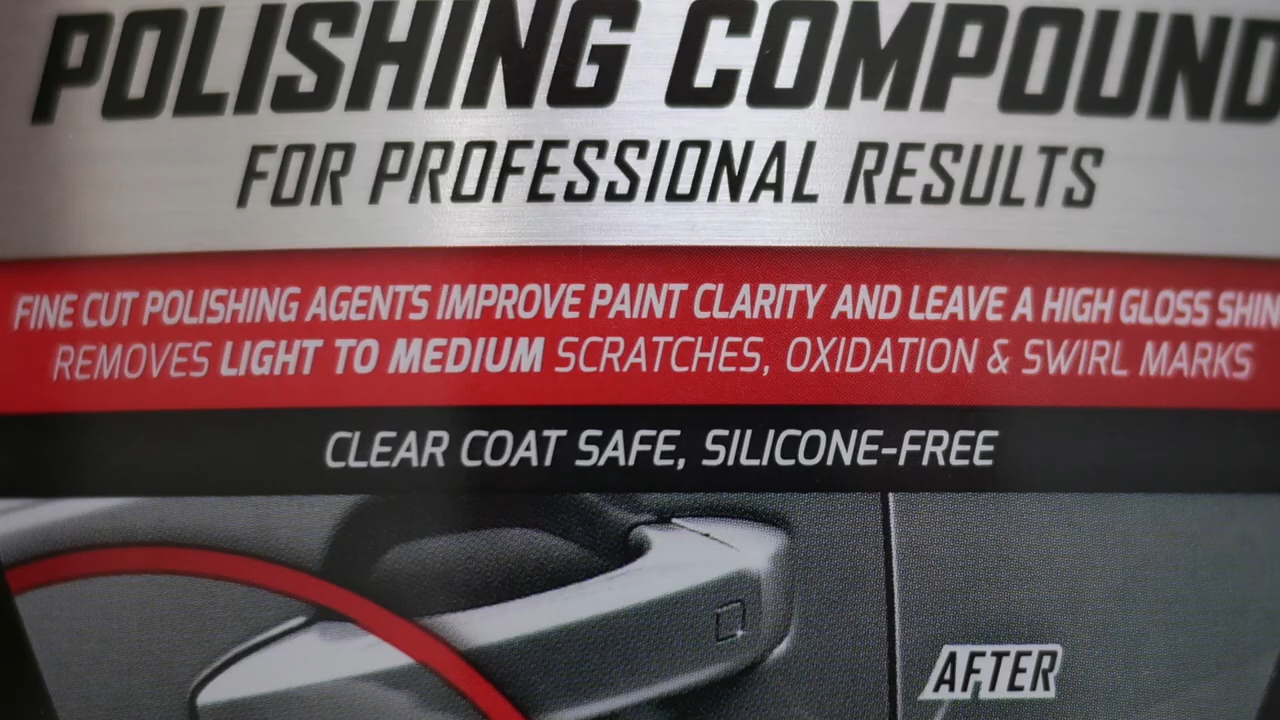 POLISHING COMPOUND
FOR PROFESSIONAL RESULTS
FINE CUT POLISHING AGENTS IMPROVE PAINT CLARITY AND LEAVE A HIGH GLOSS SHIN
REMOVES LIGHT TO MEDIUM SCRATCHES, OXIDATION & SWIRL MARKS
CLEAR COAT SAFE, SILICONE-FREE
AFTER